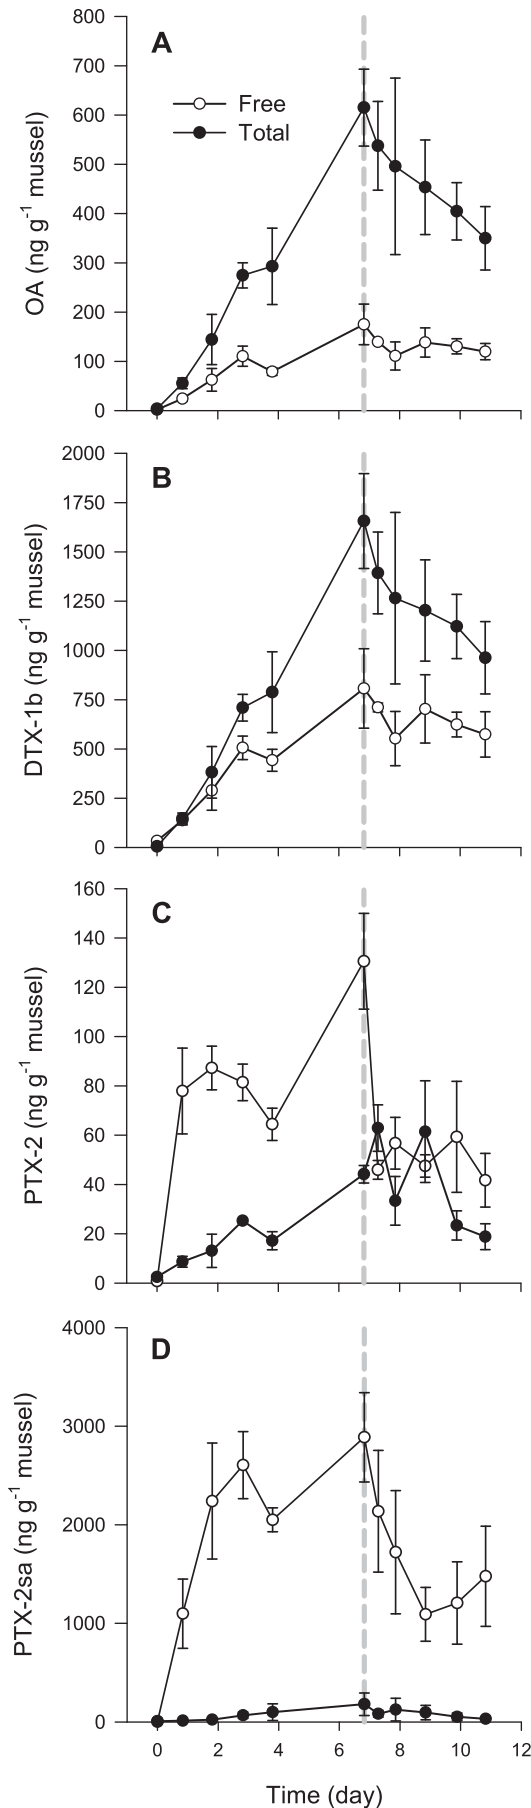 800
A
700
Free
600
Total
500
400
300
200
100
0
OA (ng g-1 mussel)
2000
B
1750
1500
1250
1000
750
500
250
0
DTX-1b (ng g-1 mussel)
160
C
140
120
100
80
60
40
20
0
PTX-2 (ng g-1 mussel)
4000
D
3000
2000
1000
0
PTX-2sa (ng g-1 mussel)
0 2 4 6 8 10 12
Time (day)